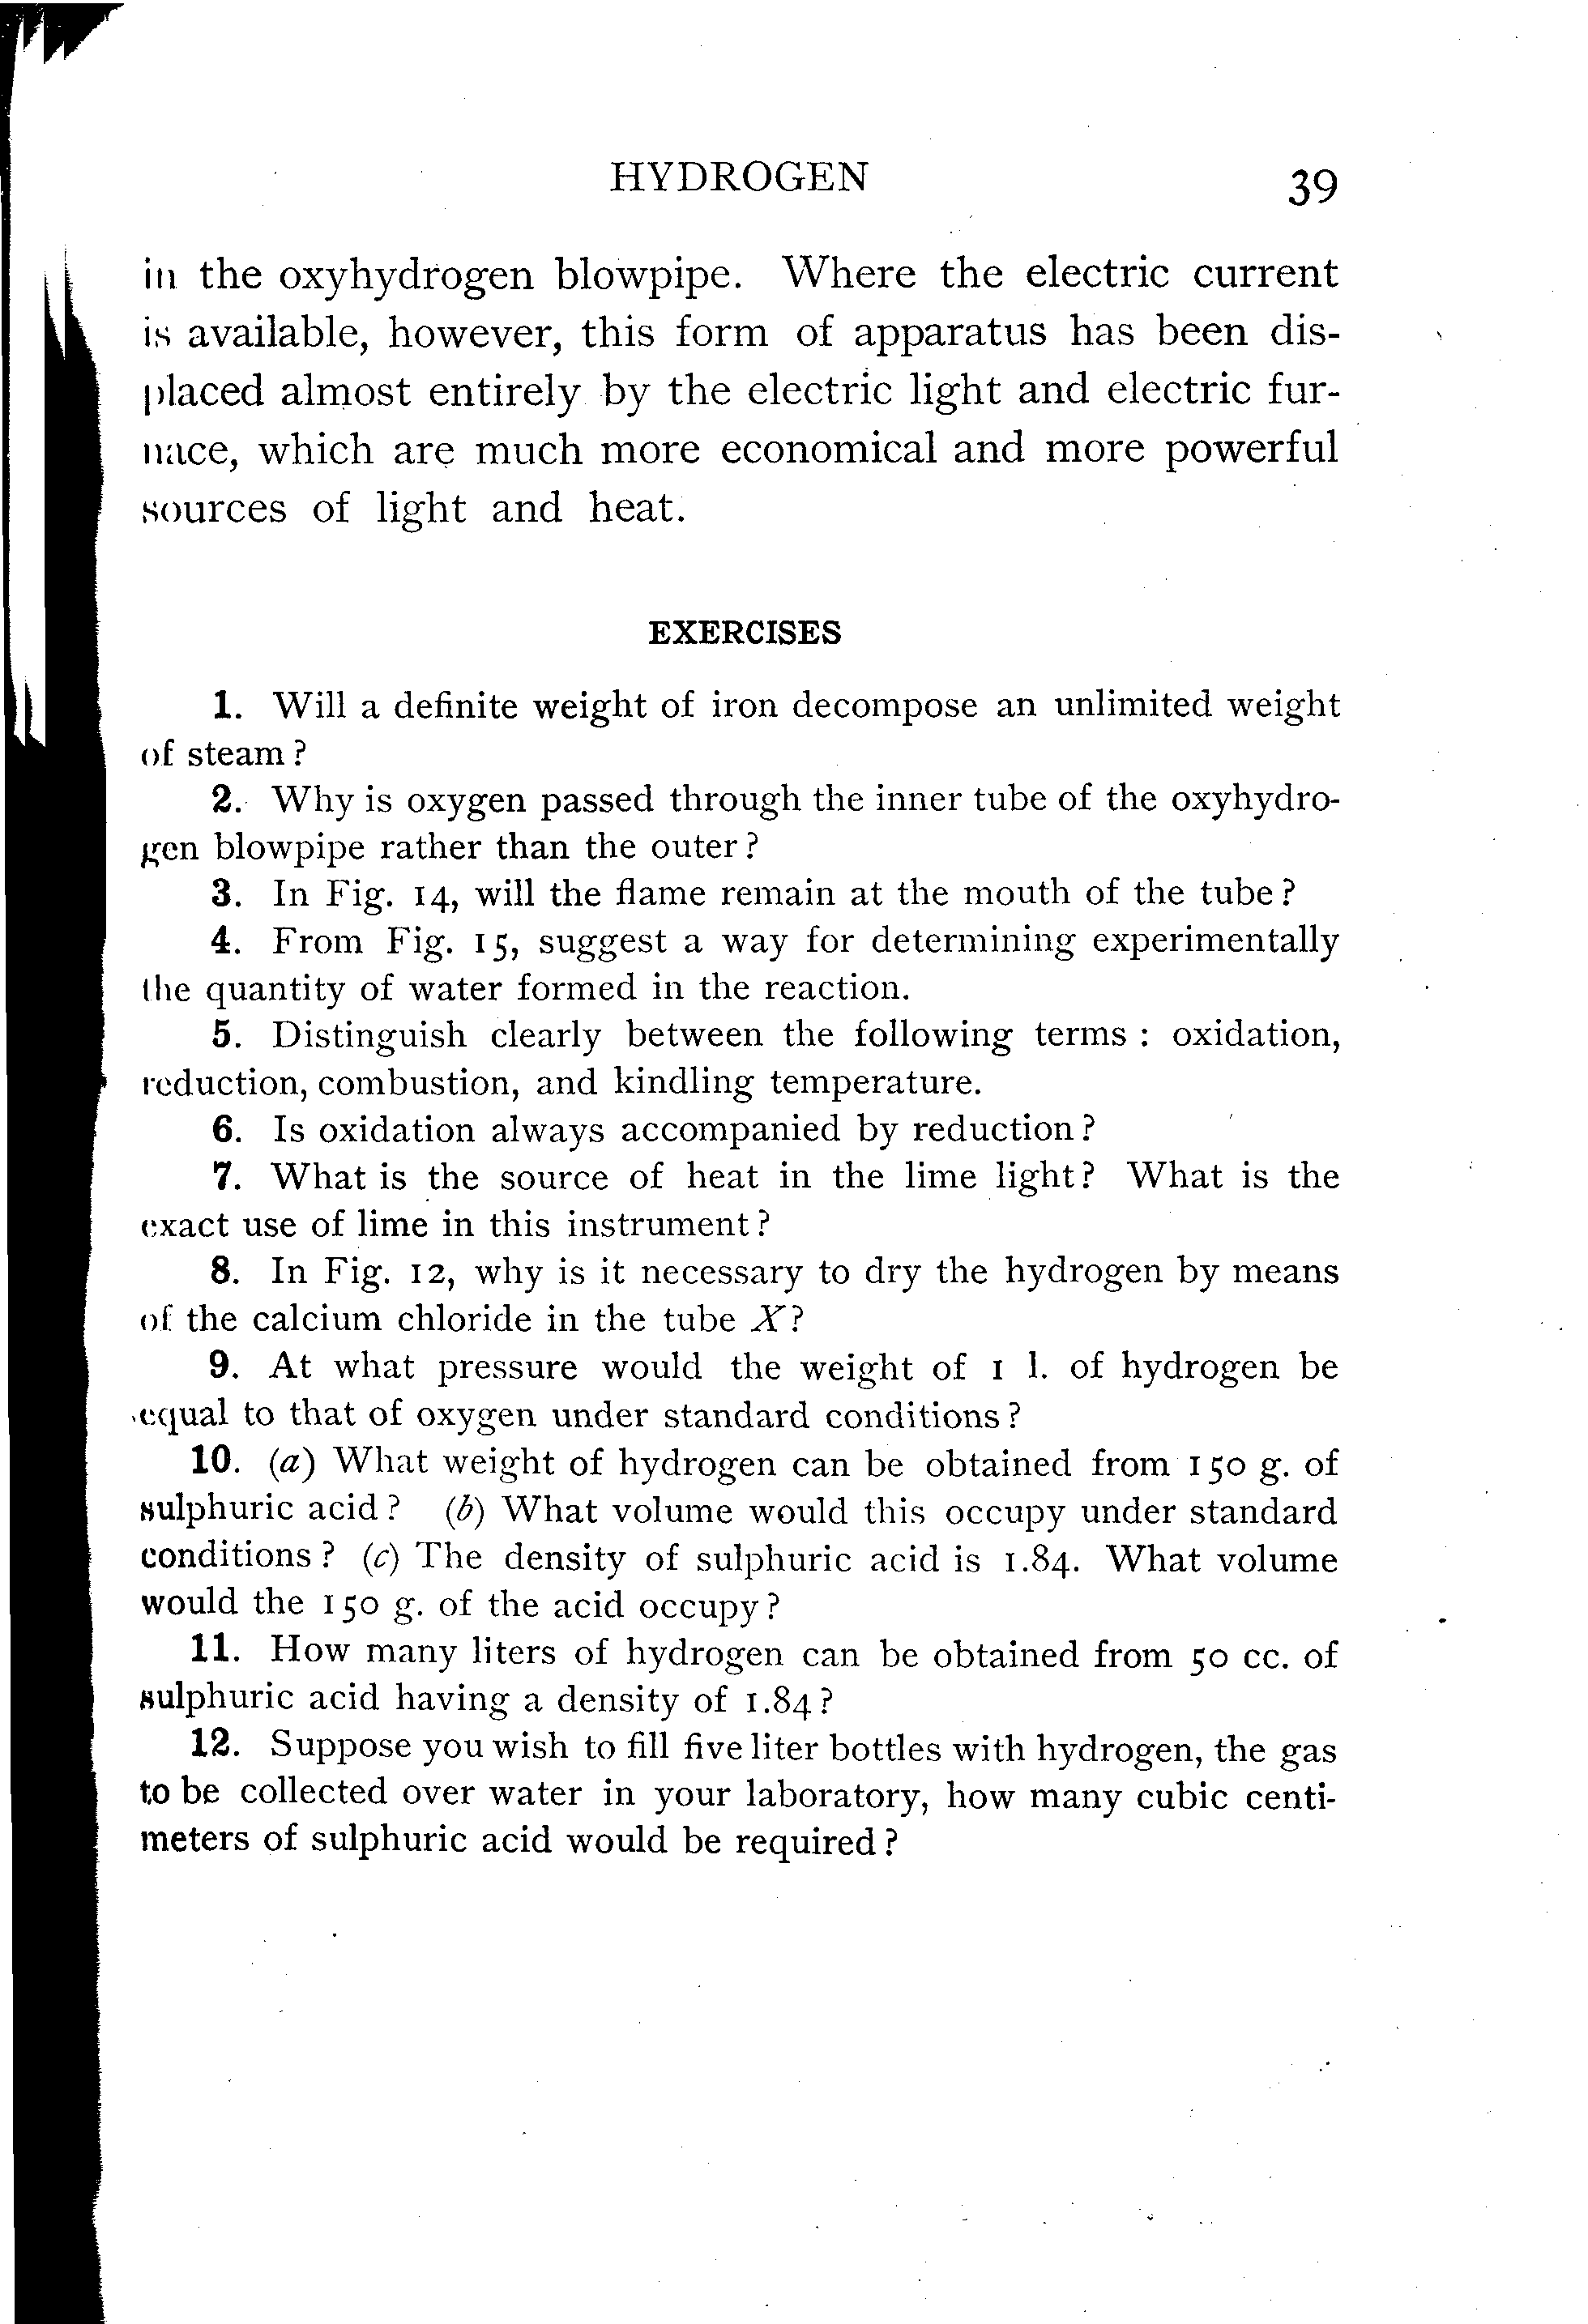 HYDROGEN 39
in the oxyhydrogen blowpipe. Where the electric current
is available, however, this form of apparatus has been dis-
placed almost entirely by the electric light and electric fur-
nace, which are much more economical and more powerful
sources of light and heat.
EXERCISES
1. Will a definite weight of iron decompose an unlimited weight
of steam?
2. Why is oxygen passed through the inner tube of the oxyhydro-
gen blowpipe rather than the outer?
3. In Fig. 14, will the flame remain at the mouth of the tube?
4. From Fig. 15, suggest a way for determining experimentally
the quantity of water formed in the reaction.
5. Distinguish clearly between the following terms: oxidation,
reduction, combustion, and kindling temperature.
6. Is oxidation always accompanied by reduction?
7. What is the source of heat in the lime light? What is the
exact use of lime in this instrument?
8. In Fig. 12, why is it necessary to dry the hydrogen by means
of the calcium chloride in the tube X?
9. At what pressure would the weight of 1 l. of hydrogen be
equal to that of oxygen under standard conditions?
10. (a) What weight of hydrogen can be obtained from 150 g. of
sulphuric acid? (b) What volume would this occupy under standard
conditions? (c) The density of sulphuric acid is 1.84. What volume
would the 150 g. of the acid occupy?
11. How many liters of hydrogen can be obtained from 50 cc. of
sulphuric acid having a density of 1.84?
12. Suppose you wish to fill five liter bottles with hydrogen, the gas
to be collected over water in your laboratory, how many cubic centi-
meters of sulphuric acid would be required?